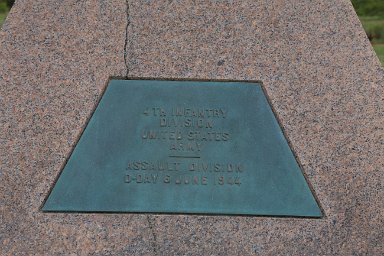 4TH INFANTRY
DIVISION
UNITED STATES
ARMY
ASSAULT DIVISION
D-DAY 6 JUNE 1944